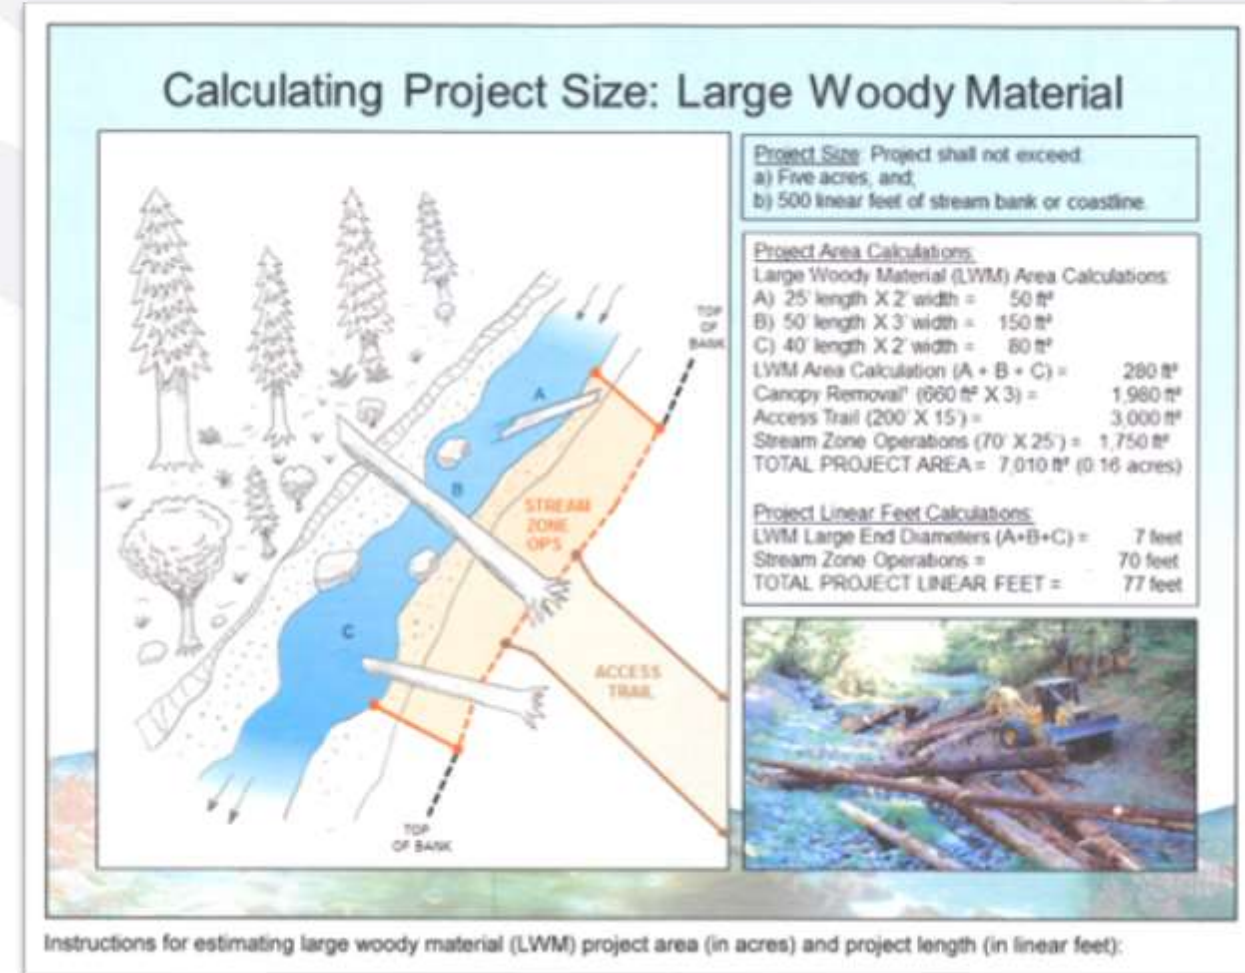 Calculating Project Size: Large Woody Material
TOP
OF
BANK
A
B
STREAM
ZONE
OPS
C
ACCESS
TRAIL
TOP
OF BANK
Project Size: Project shall not exceed:
a) Five acres, and;
b) 500 linear feet of stream bank or coastline.
Project Area Calculations:
Large Woody Material (LWM) Area Calculations:
A) 25' length X 2' width = 50 ft²
B) 50' length X 3' width = 150 ft²
C) 40' length X 2' width = 80 ft²
LWM Area Calculation (A + B + C) = 280 ft²
Canopy Removal* (660 ft² X 3) = 1,980 ft²
Access Trail (200' X 15') = 3,000 ft²
Stream Zone Operations (70' X 25') = 1,750 ft²
TOTAL PROJECT AREA = 7,010 ft² (0.16 acres)
Project Linear Feet Calculations:
LWM Large End Diameters (A+B+C) = 7 feet
Stream Zone Operations = 70 feet
TOTAL PROJECT LINEAR FEET = 77 feet
Instructions for estimating large woody material (LWM) project area (in acres) and project length (in linear feet):